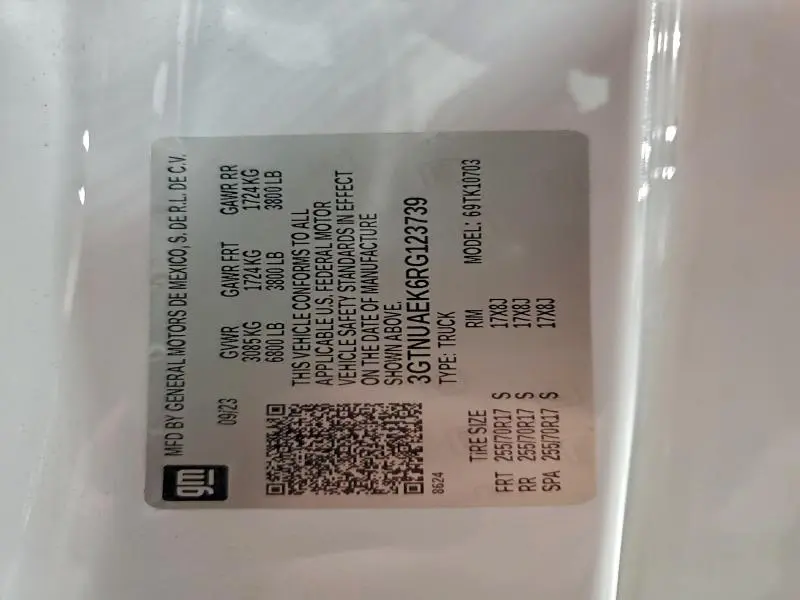 gm
MFD BY GENERAL MOTORS DE MEXICO, S. DE R.L. DE C.V.
09/23 GVWR GAWR FRT GAWR RR
3085 KG 1724 KG 1724 KG
6800 LB 3800 LB 3800 LB
THIS VEHICLE CONFORMS TO ALL
APPLICABLE U.S. FEDERAL MOTOR
VEHICLE SAFETY STANDARDS IN EFFECT
ON THE DATE OF MANUFACTURE
SHOWN ABOVE.
3GTNUAEK6RG123739
8624 TYPE: TRUCK MODEL: 69TK10703
TIRE SIZE RIM
FRT 255/70R17 S 17X8J
RR 255/70R17 S 17X8J
SPA 255/70R17 S 17X8J